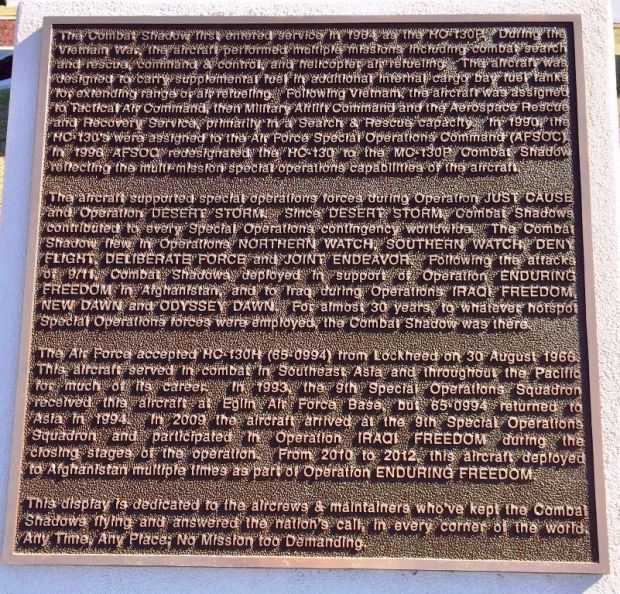 The Combat Shadow first entered service in 1964 as the HC-130H. During the
Vietnam War, the aircraft performed multiple missions including combat search
and rescue, command & control, and helicopter air refueling. The aircraft was
designed to carry supplemental fuel in additional internal cargo bay fuel tanks
for extending range or air refueling. Following Vietnam, the aircraft was assigned
to Tactical Air Command, then Military Airlift Command and the Aerospace Rescue
and Recovery Service, primarily in a Search & Rescue capacity. In 1990, the
HC-130's were assigned to the Air Force Special Operations Command (AFSOC).
In 1996 AFSOC redesignated the HC-130 to the MC-130P Combat Shadow
reflecting the multi-mission special operations capabilities of the aircraft.
The aircraft supported special operations forces during Operation JUST CAUSE
and Operation DESERT STORM. Since DESERT STORM, Combat Shadows
contributed to every Special Operations contingency worldwide. The Combat
Shadow flew in Operations NORTHERN WATCH, SOUTHERN WATCH, DENY
FLIGHT, DELIBERATE FORCE and JOINT ENDEAVOR. Following the attacks
of 9/11, Combat Shadows deployed in support of Operation ENDURING
FREEDOM in Afghanistan, and to Iraq during Operations IRAQI FREEDOM,
NEW DAWN and ODYSSEY DAWN. For almost 30 years, to whatever hotspot
Special Operations forces were employed, the Combat Shadow was there.
The Air Force accepted HC-130H (65-0994) from Lockheed on 30 August 1966.
This aircraft served in combat in Southeast Asia and throughout the Pacific
for much of its career. In 1993, the 9th Special Operations Squadron
received this aircraft at Eglin Air Force Base, but 65-0994 returned to
Asia in 1994. In 2009 the aircraft arrived at the 9th Special Operations
Squadron and participated in Operation IRAQI FREEDOM during the
closing stages of the operation. From 2010 to 2012, this aircraft deployed
to Afghanistan multiple times as part of Operation ENDURING FREEDOM.
This display is dedicated to the aircrews & maintainers who've kept the Combat
Shadows flying and answered the nation's call, in every corner of the world.
Any Time, Any Place; No Mission too Demanding.